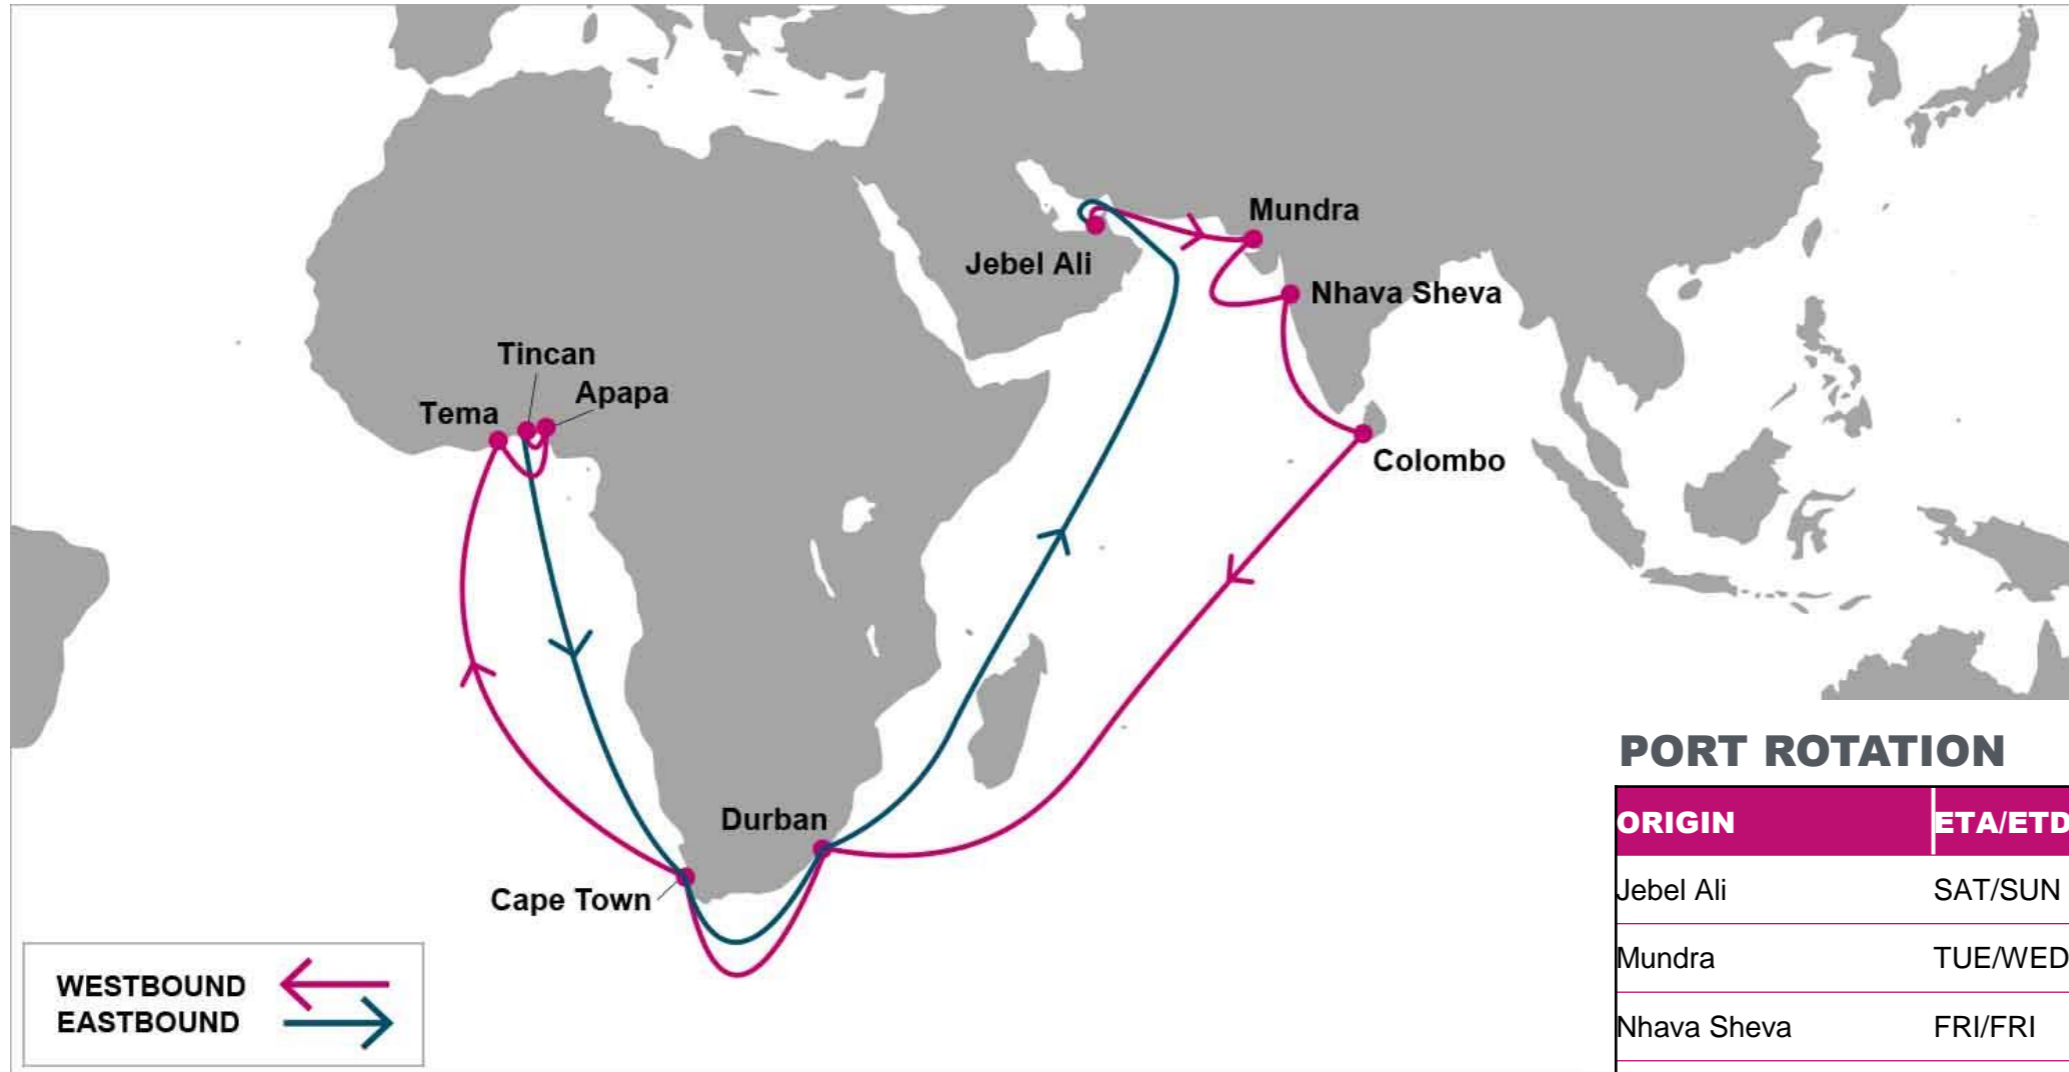 Mundra
Jebel Ali
Nhava Sheva
Tincan
Apapa
Tema
Colombo
Durban
Cape Town
WESTBOUND
EASTBOUND
PORT ROTATION
ORIGIN ETA/ETD
Jebel Ali SAT/SUN
Mundra TUE/WED
Nhava Sheva FRI/FRI